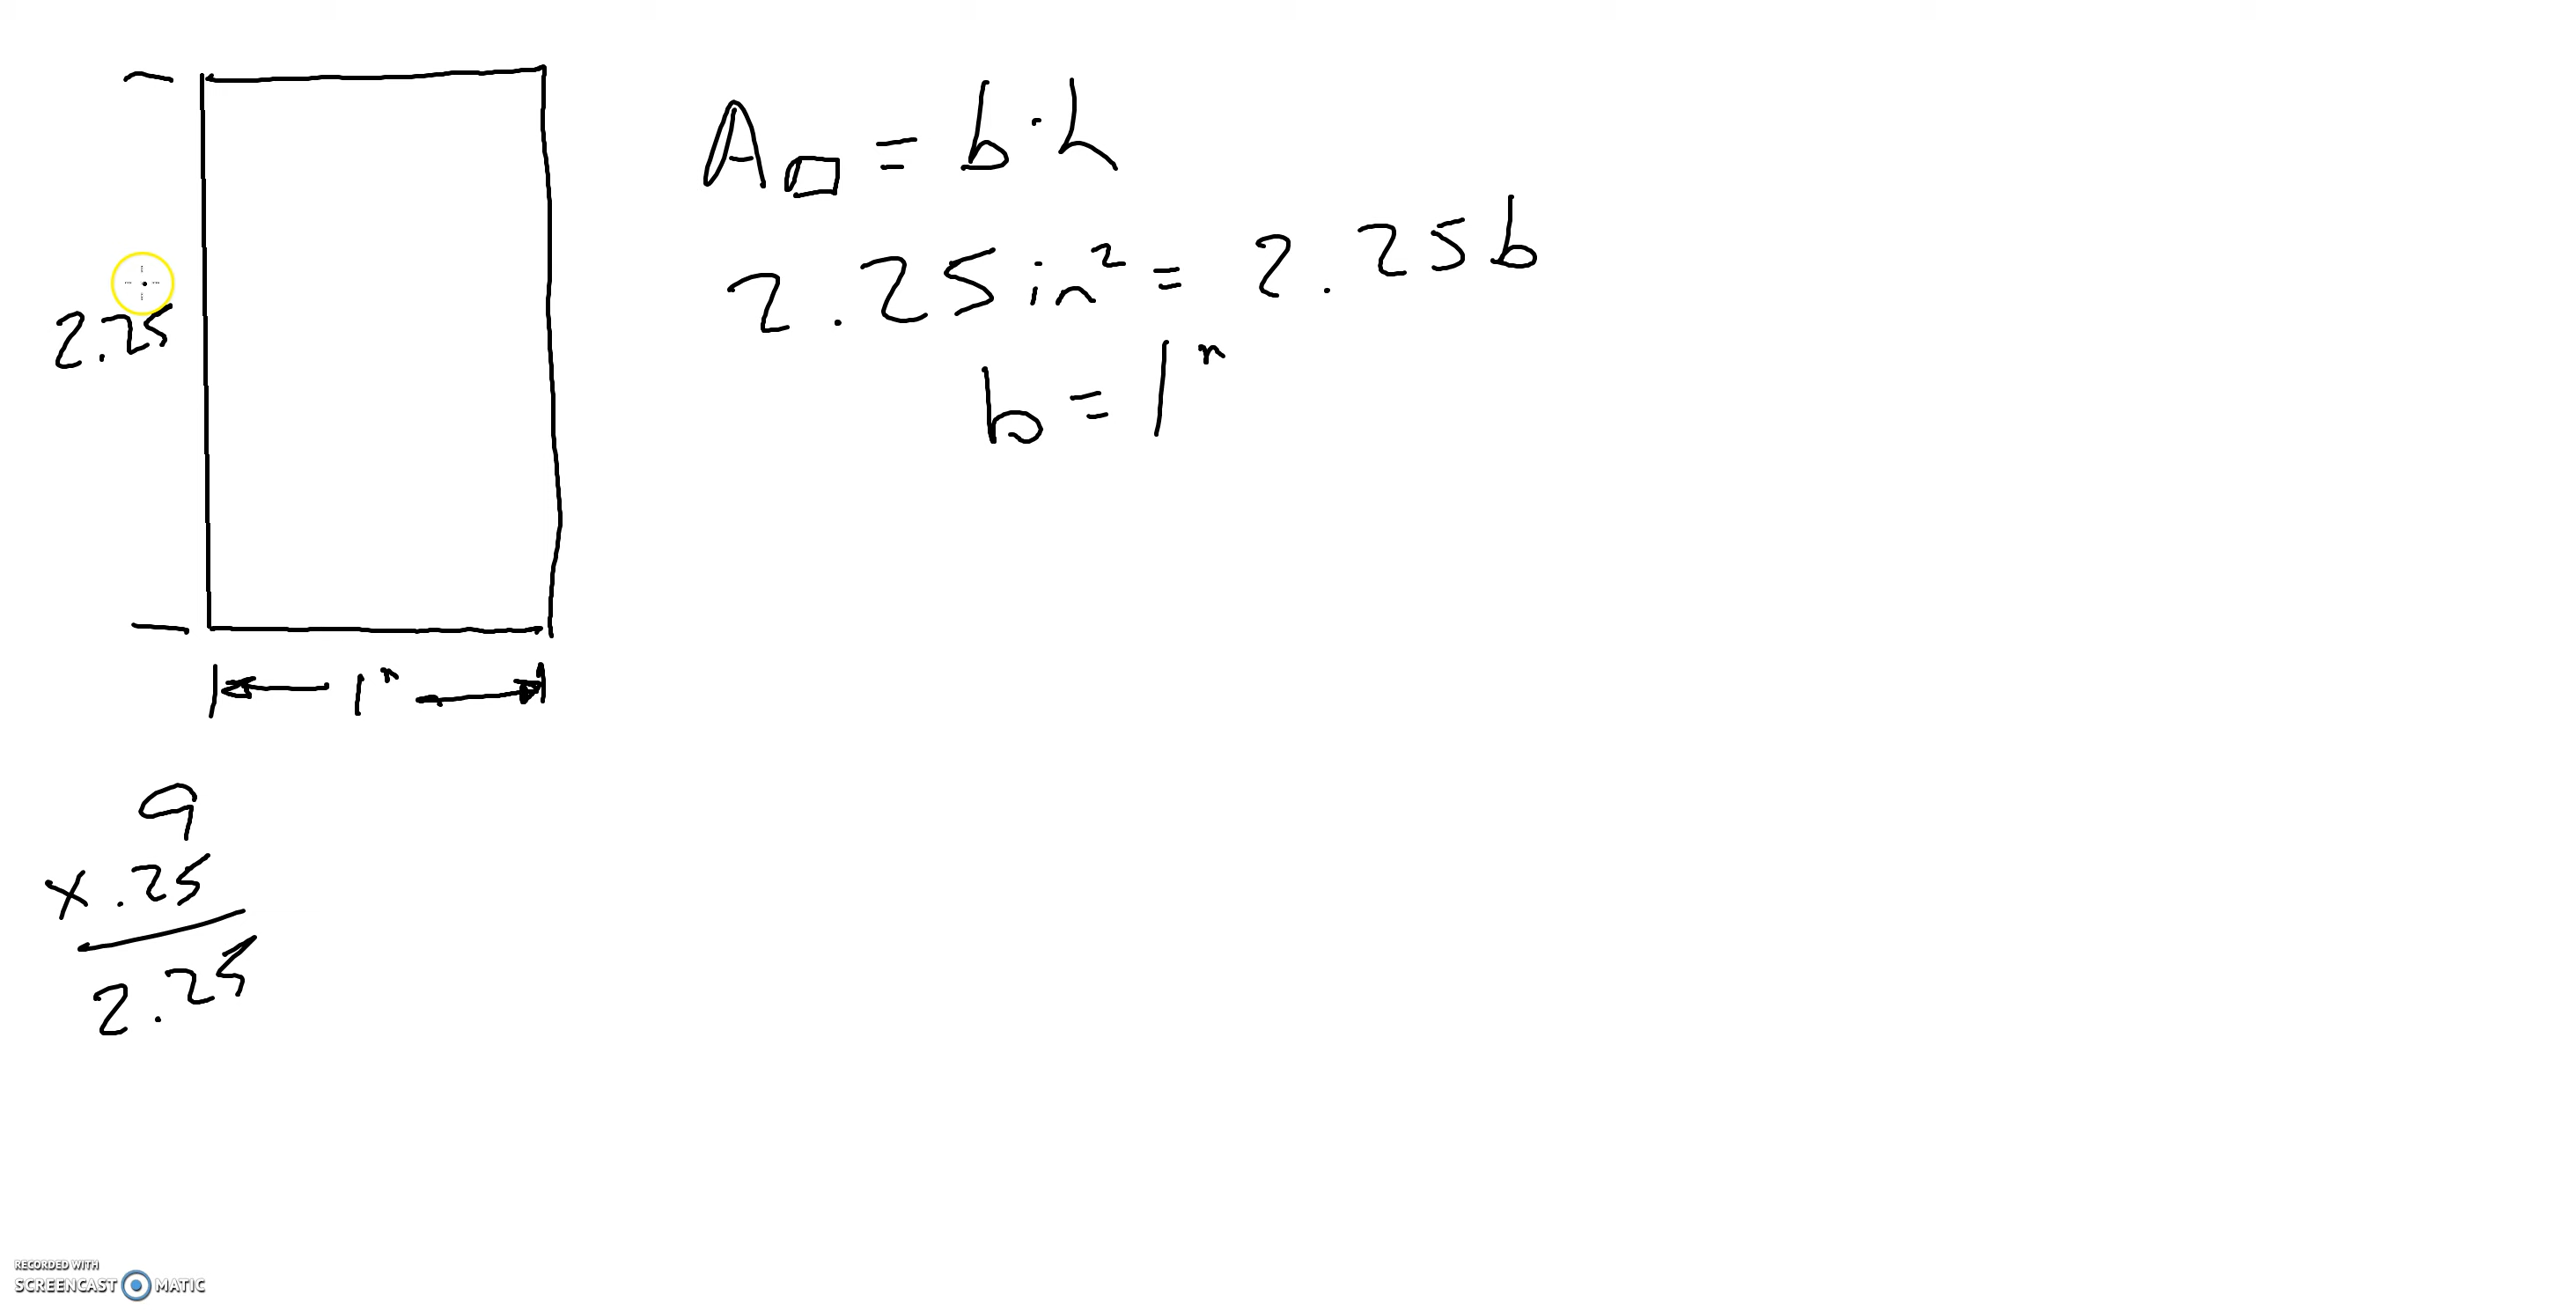 A▭ = b·h
2.25 in² = 2.25b
b = 1"
2.25
1"
9
x .25
2.25
RECORDED WITH
SCREENCAST MATIC